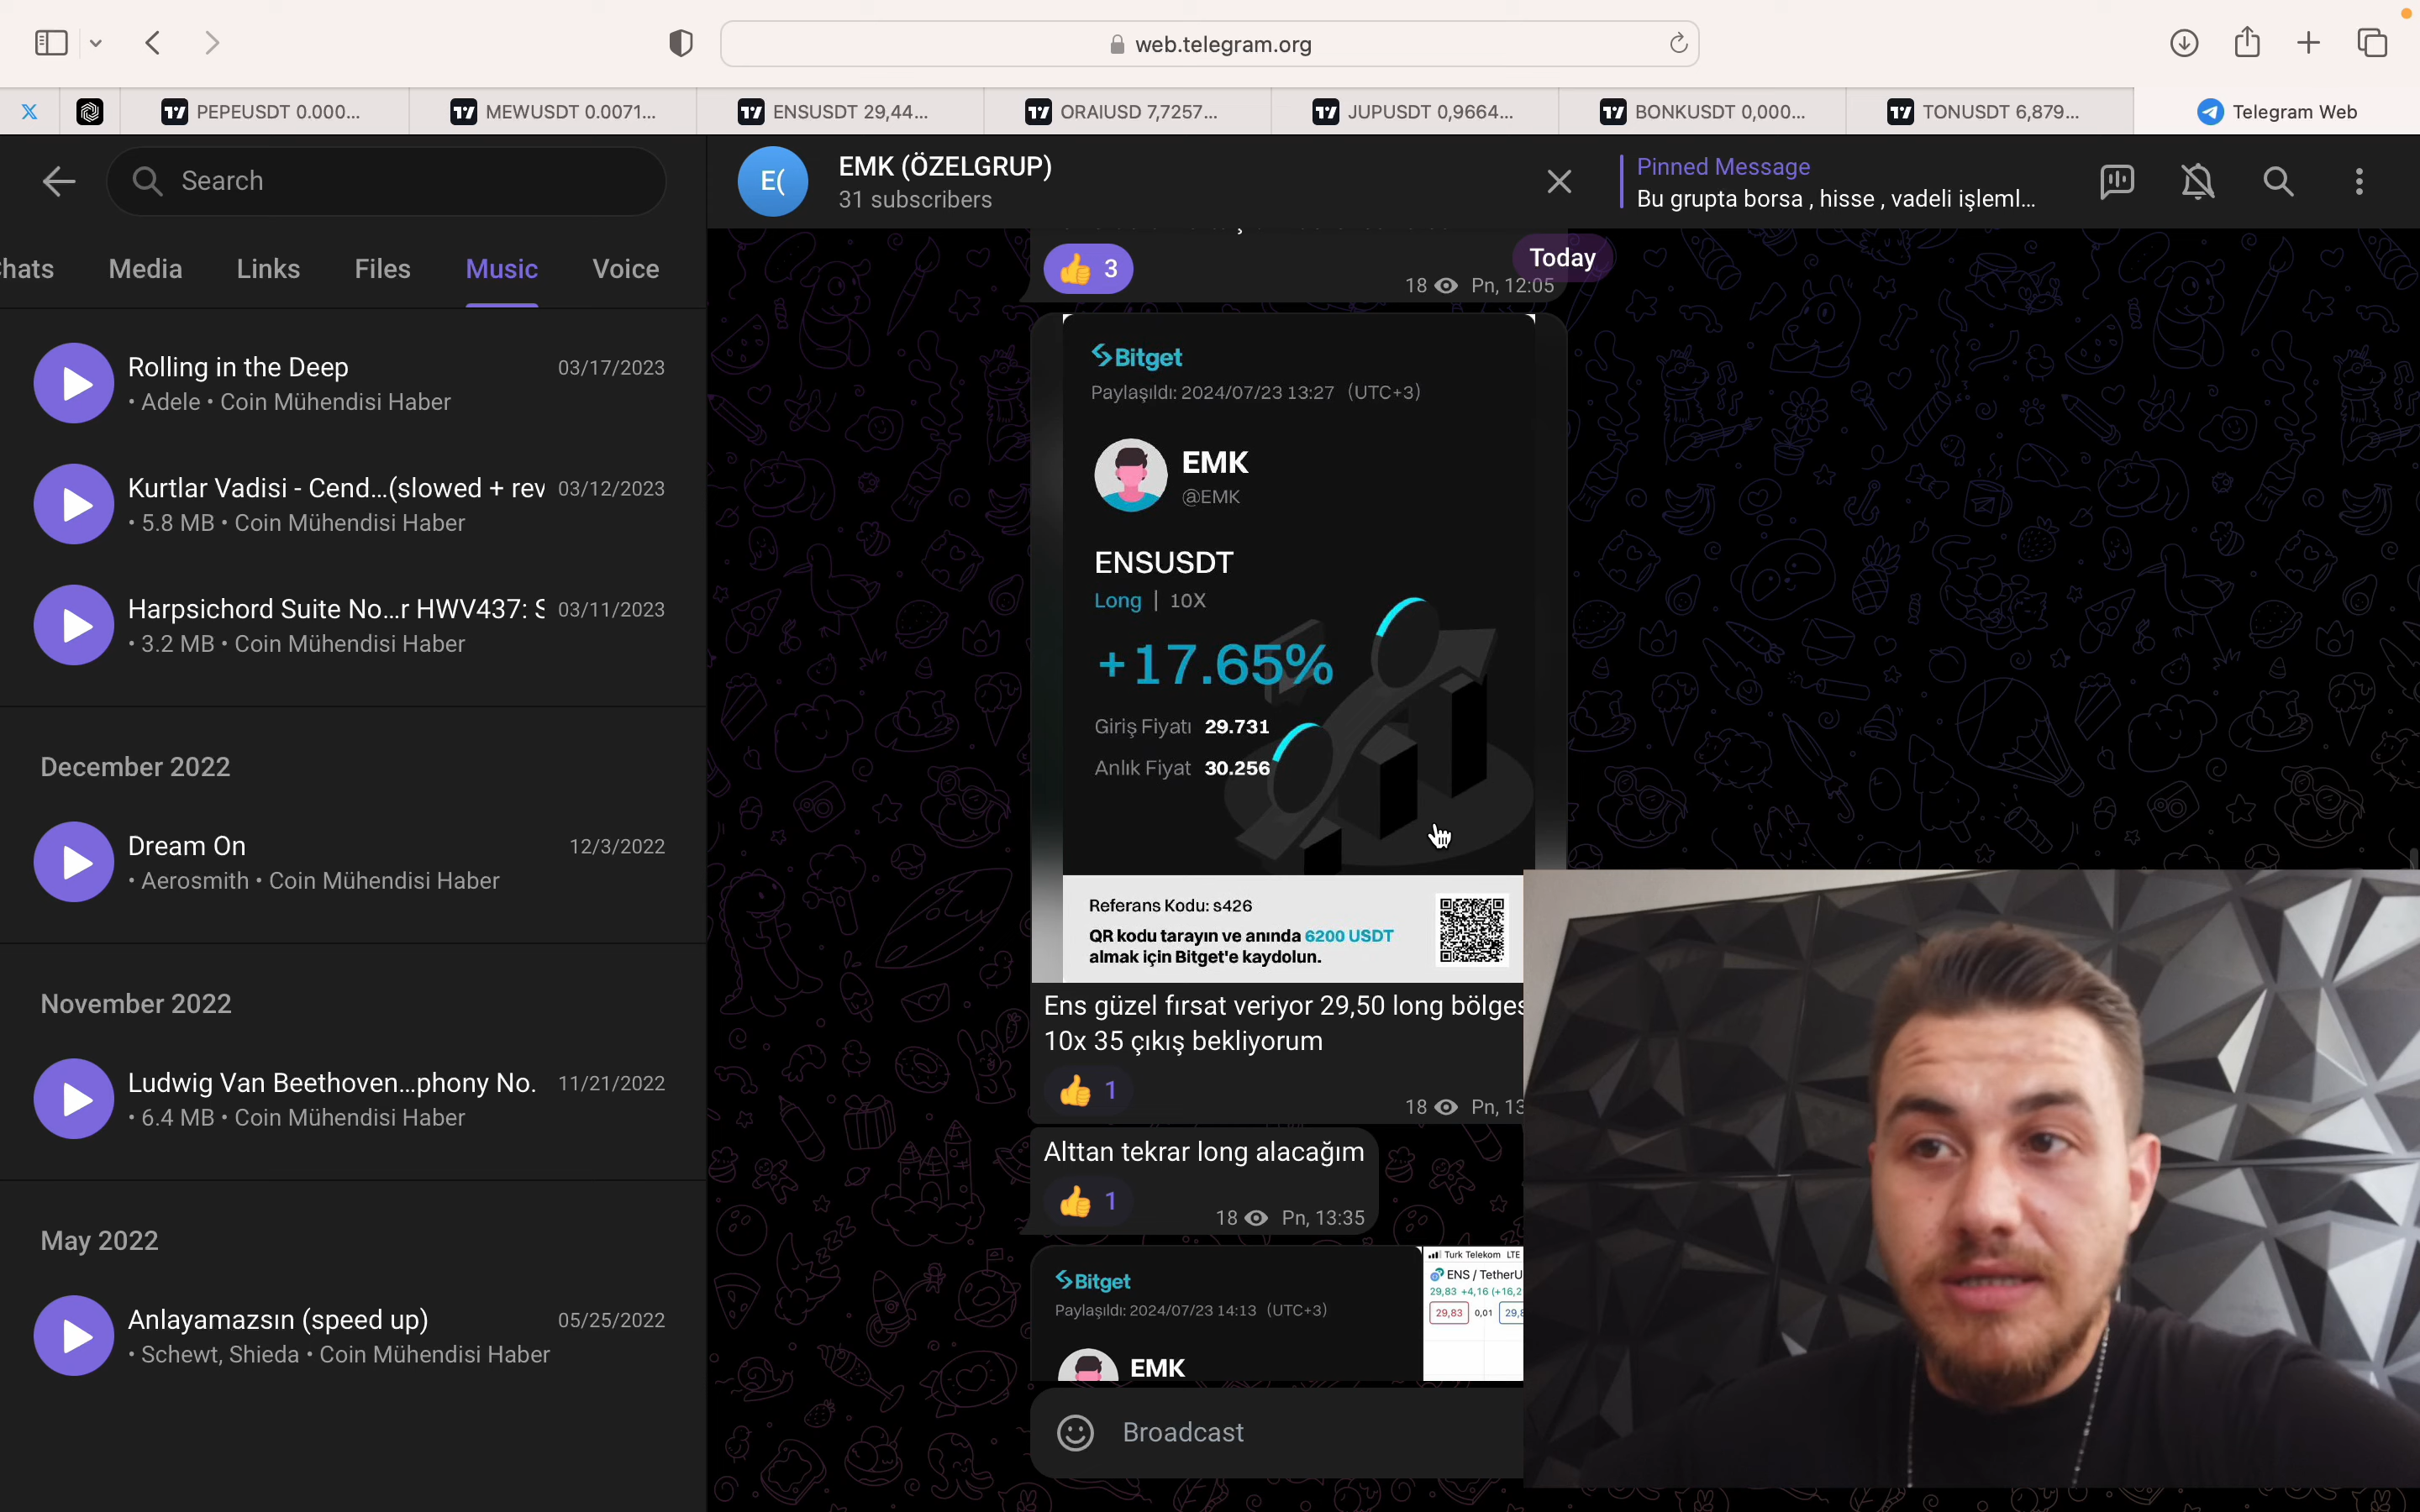 web.telegram.org
PEPEUSDT 0.000...
MEWUSDT 0.0071...
ENSUSDT 29,44...
ORAIUSD 7,7257...
JUPUSDT 0,9664...
BONKUSDT 0,000...
TONUSDT 6,879...
Telegram Web
Search
hats
Media
Links
Files
Music
Voice
Rolling in the Deep
03/17/2023
• Adele • Coin Mühendisi Haber
Kurtlar Vadisi - Cend...(slowed + rev
03/12/2023
• 5.8 MB • Coin Mühendisi Haber
Harpsichord Suite No...r HWV437: S
03/11/2023
• 3.2 MB • Coin Mühendisi Haber
December 2022
Dream On
12/3/2022
• Aerosmith • Coin Mühendisi Haber
November 2022
Ludwig Van Beethoven...phony No.
11/21/2022
• 6.4 MB • Coin Mühendisi Haber
May 2022
Anlayamazsın (speed up)
05/25/2022
• Schewt, Shieda • Coin Mühendisi Haber
E(
EMK (ÖZELGRUP)
31 subscribers
Pinned Message
Bu grupta borsa , hisse , vadeli işleml...
3
Today
18
Pn, 12:05
Bitget
Paylaşıldı: 2024/07/23 13:27 (UTC+3)
EMK
@EMK
ENSUSDT
Long | 10X
+17.65%
Giriş Fiyatı 29.731
Anlık Fiyat 30.256
Referans Kodu: s426
QR kodu tarayın ve anında 6200 USDT
almak için Bitget'e kaydolun.
Ens güzel fırsat veriyor 29,50 long bölges
10x 35 çıkış bekliyorum
1
18
Pn, 13
Alttan tekrar long alacağım
1
18
Pn, 13:35
Bitget
Paylaşıldı: 2024/07/23 14:13 (UTC+3)
EMK
Turk Telekom LTE
ENS / TetherU
29,83 +4,16 (+16,2
29,83
0,01
29,8
Broadcast